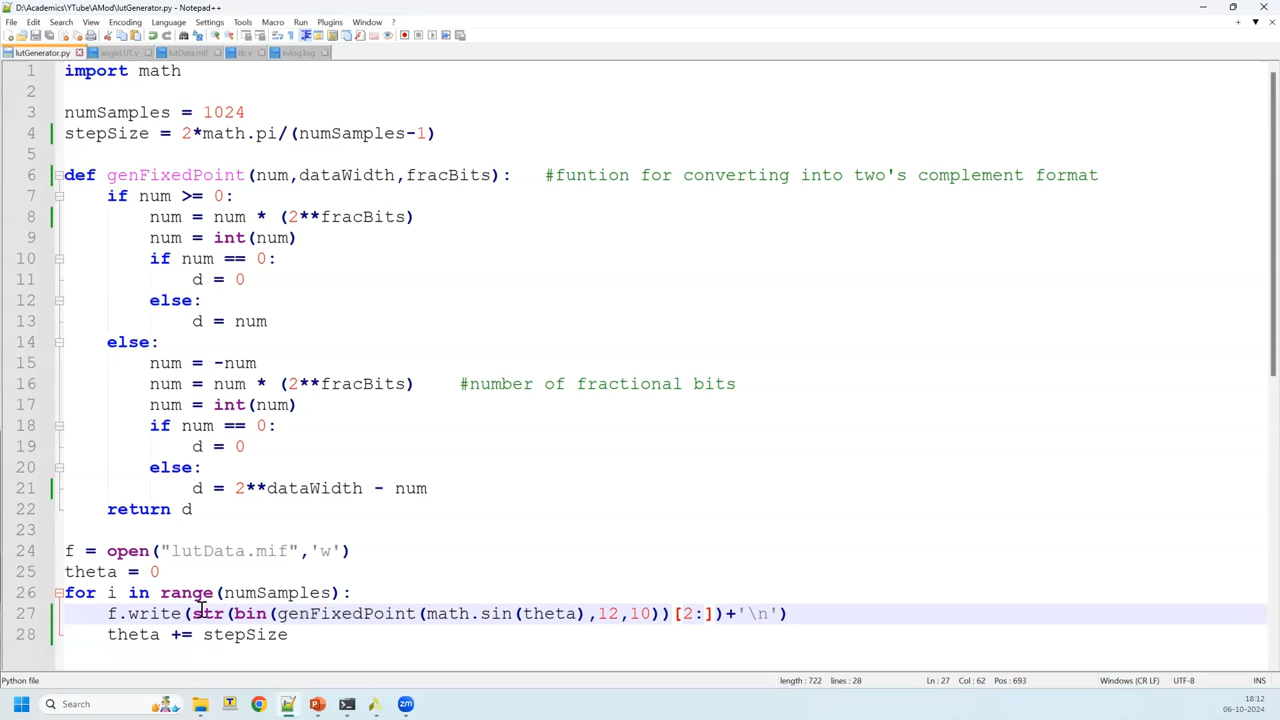 D:\Academics\YTube\AMod\lutGenerator.py - Notepad++
File Edit Search View Encoding Language Settings Tools Macro Run Plugins Window ?
lutGenerator.py angleLUT.v lutData.mif tb.v xvlog.log
1 import math
2
3 numSamples = 1024
4 stepSize = 2*math.pi/(numSamples-1)
5
6 def genFixedPoint(num,dataWidth,fracBits): #funtion for converting into two's complement format
7 if num >= 0:
8 num = num * (2**fracBits)
9 num = int(num)
10 if num == 0:
11 d = 0
12 else:
13 d = num
14 else:
15 num = -num
16 num = num * (2**fracBits) #number of fractional bits
17 num = int(num)
18 if num == 0:
19 d = 0
20 else:
21 d = 2**dataWidth - num
22 return d
23
24 f = open("lutData.mif",'w')
25 theta = 0
26 for i in range(numSamples):
27 f.write(str(bin(genFixedPoint(math.sin(theta),12,10))[2:])+'\n')
28 theta += stepSize
Python file length : 722 lines : 28 Ln : 27 Col : 62 Pos : 693 Windows (CR LF) UTF-8 INS
Search 18:12
06-10-2024